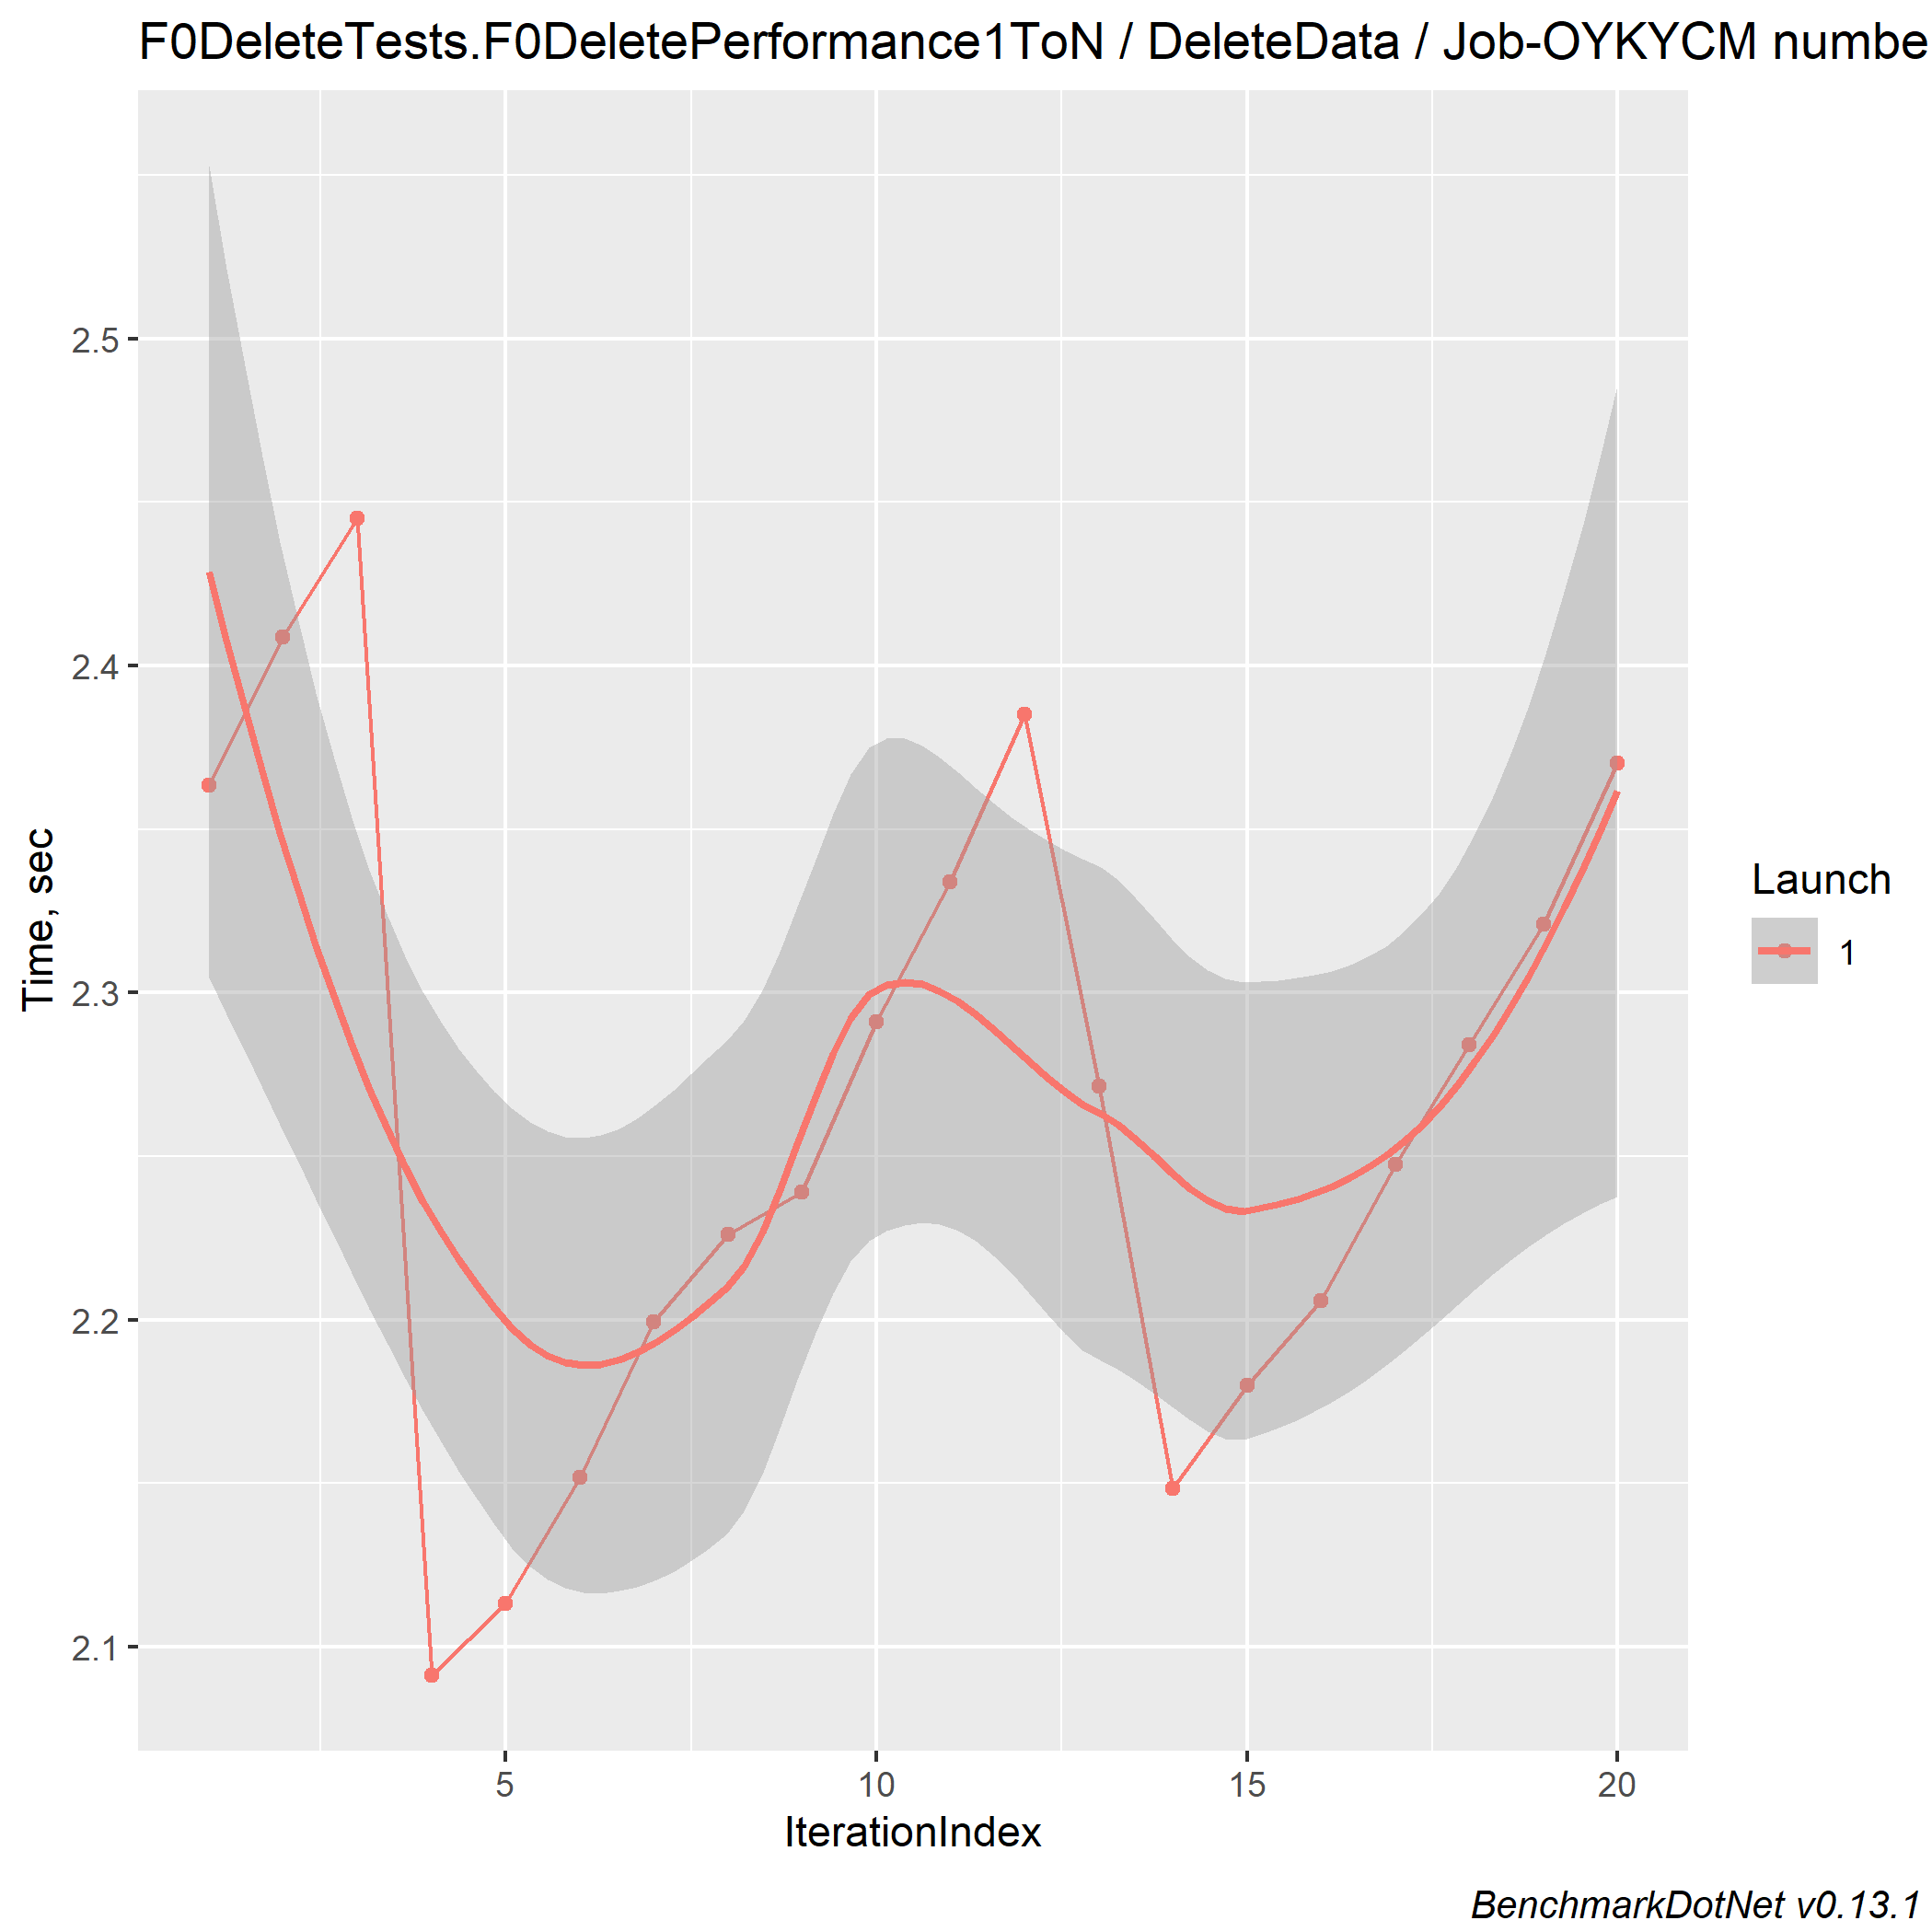 F0DeleteTests.F0DeletePerformance1ToN / DeleteData / Job-OYKYCM numbe
2.5
2.4
2.3
2.2
2.1
Time, sec
5 10 15 20
IterationIndex
Launch
1
BenchmarkDotNet v0.13.1